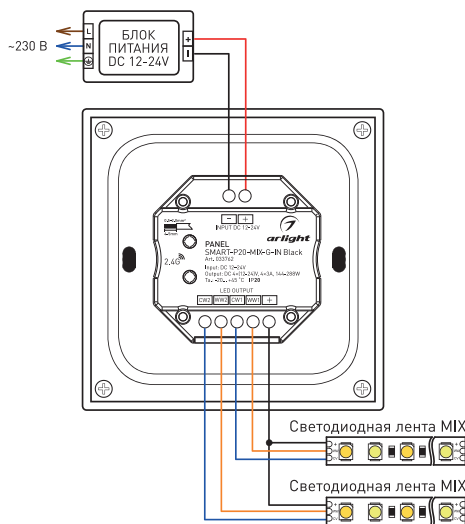 ~230 В
L
N
БЛОК
ПИТАНИЯ
DC 12-24V
+
−
INPUT DC 12-24V
arlight
PANEL
SMART-P20-MIX-G-IN Black
Art. 033762
2,4G
Input: DC 12-24V
LED OUTPUT
CW2 WW2 CW1 WW1 +
Светодиодная лента MIX
Светодиодная лента MIX